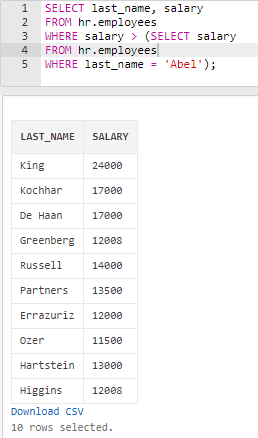 1 SELECT last_name, salary
2 FROM hr.employees
3 WHERE salary > (SELECT salary
4 FROM hr.employees
5 WHERE last_name = 'Abel');
LAST_NAME SALARY
King 24000
Kochhar 17000
De Haan 17000
Greenberg 12008
Russell 14000
Partners 13500
Errazuriz 12000
Ozer 11500
Hartstein 13000
Higgins 12008
Download CSV
10 rows selected.